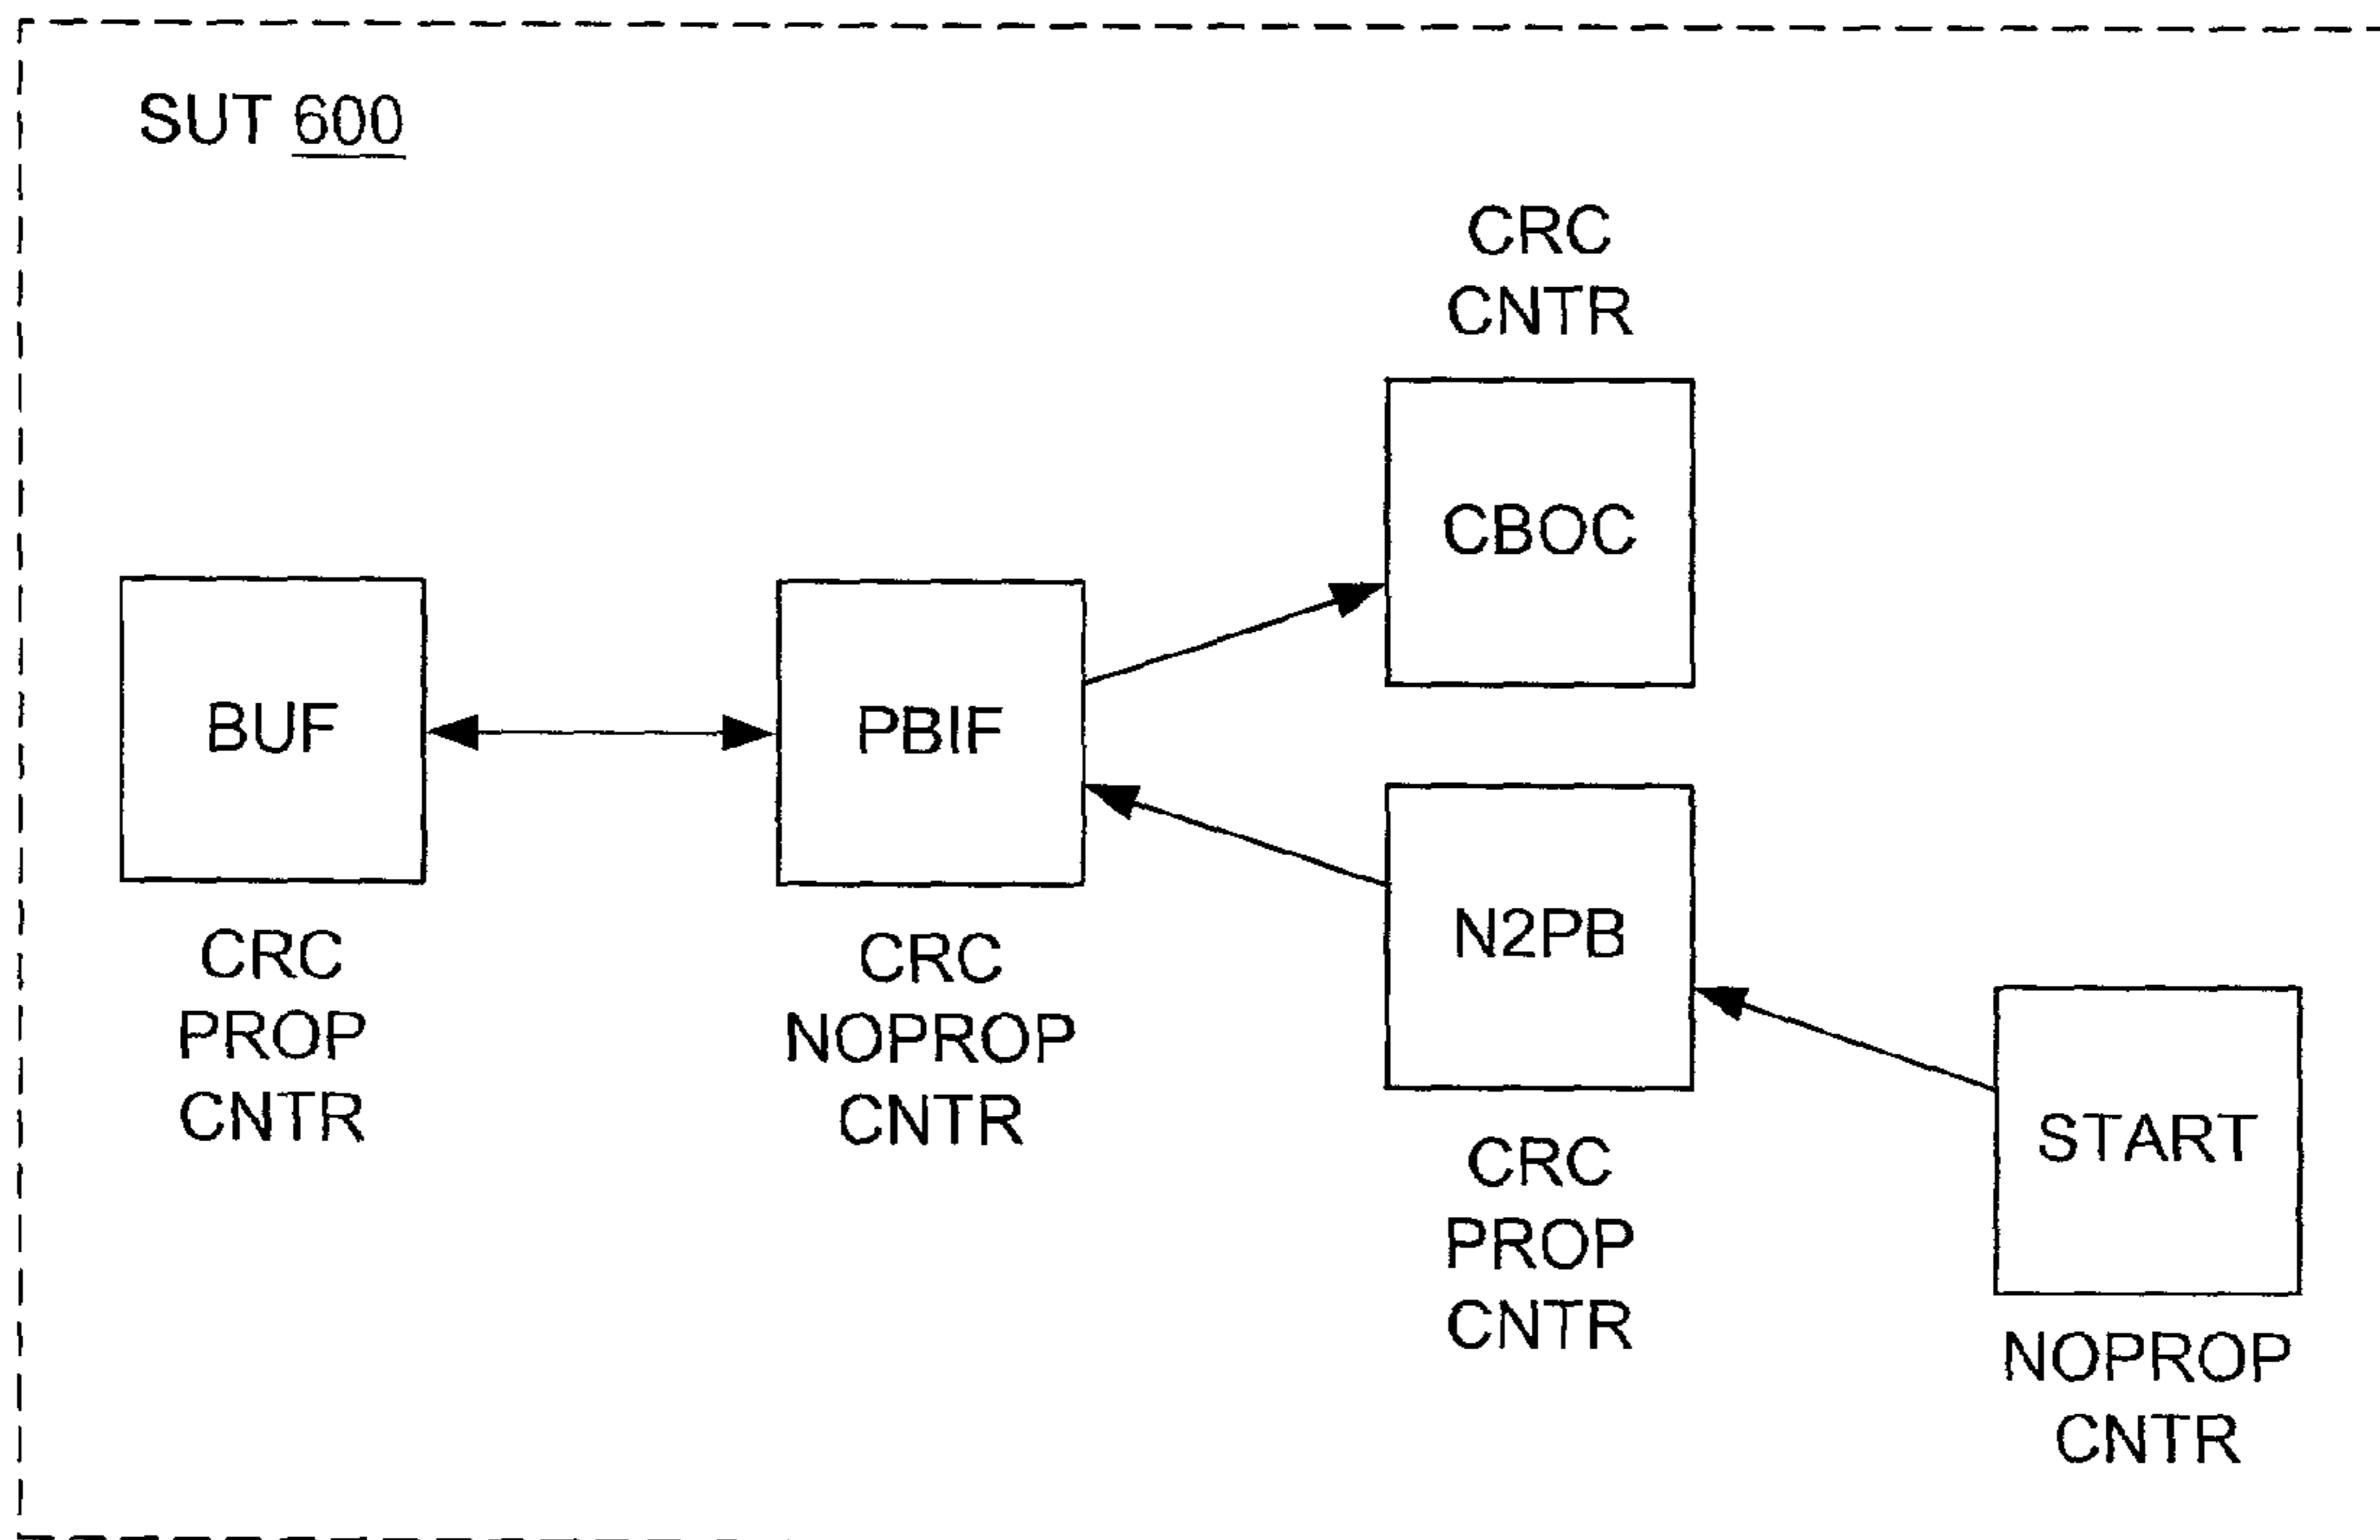 SUT 600
CRC
CNTR
CBOC
BUF
CRC
PROP
CNTR
PBIF
CRC
NOPROP
CNTR
N2PB
CRC
PROP
CNTR
START
NOPROP
CNTR